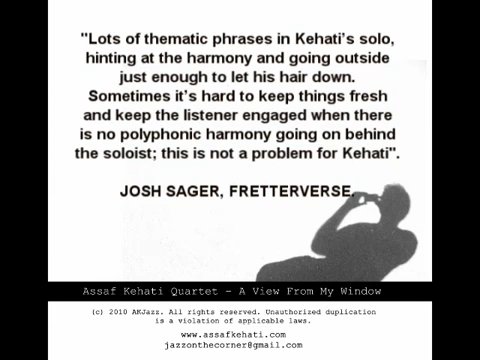 "Lots of thematic phrases in Kehati's solo,
hinting at the harmony and going outside
just enough to let his hair down.
Sometimes it's hard to keep things fresh
and keep the listener engaged when there
is no polyphonic harmony going on behind
the soloist; this is not a problem for Kehati".
JOSH SAGER, FRETTERVERSE.
Assaf Kehati Quartet - A View From My Window
(c) 2010 AKJazz. All rights reserved. Unauthorized duplication
is a violation of applicable laws.
www.assafkehati.com
jazzonthecorner@gmail.com